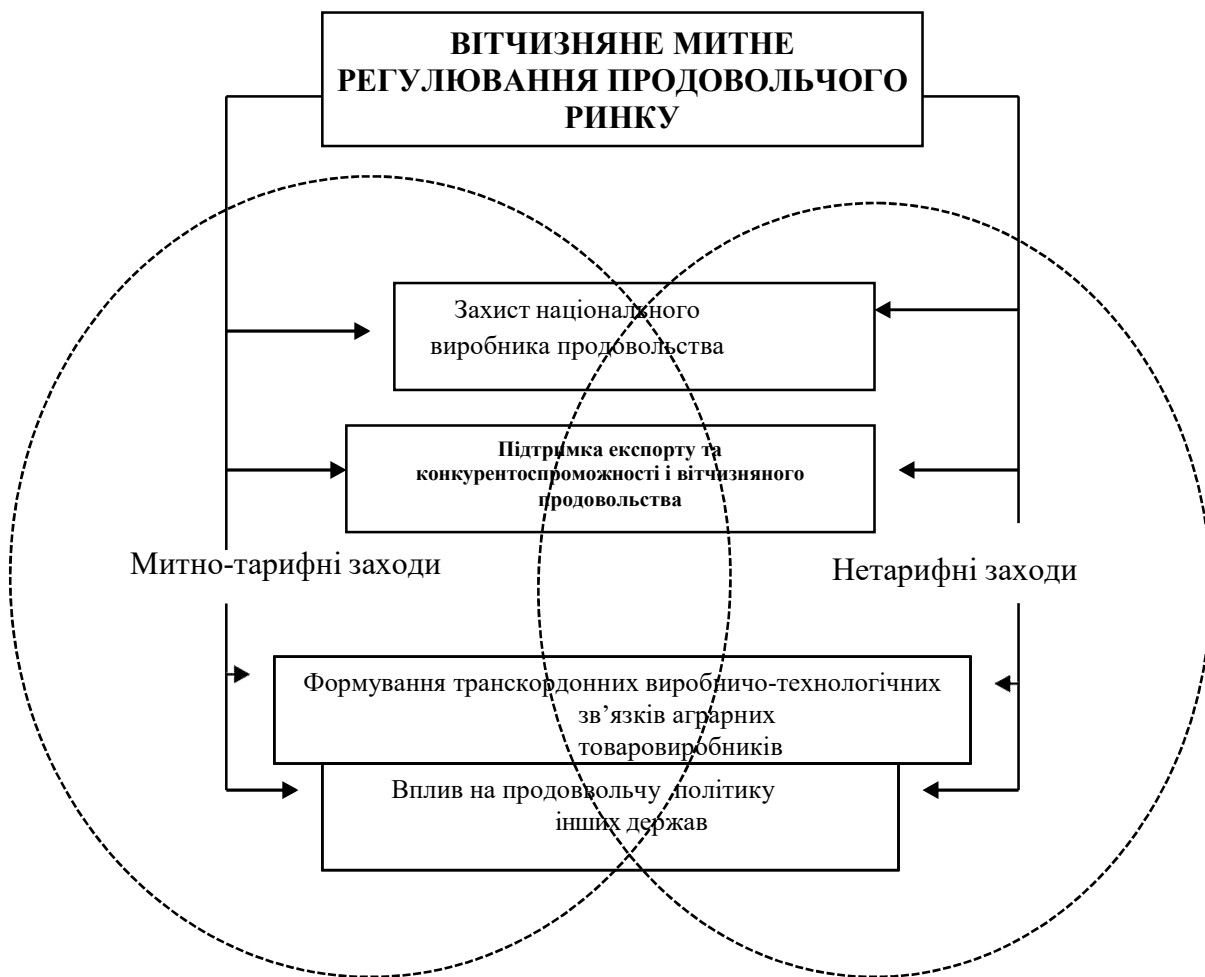 ВІТЧИЗНЯНЕ МИТНЕ
РЕГУЛЮВАННЯ ПРОДОВОЛЬЧОГО
РИНКУ
Захист національного
виробника продовольства
Підтримка експорту та
конкурентоспроможності і вітчизняного
продовольства
Митно-тарифні заходи
Нетарифні заходи
Формування транскордонних виробничо-технологічних
зв’язків аграрних
товаровиробників
Вплив на продоввольчу політику
інших держав